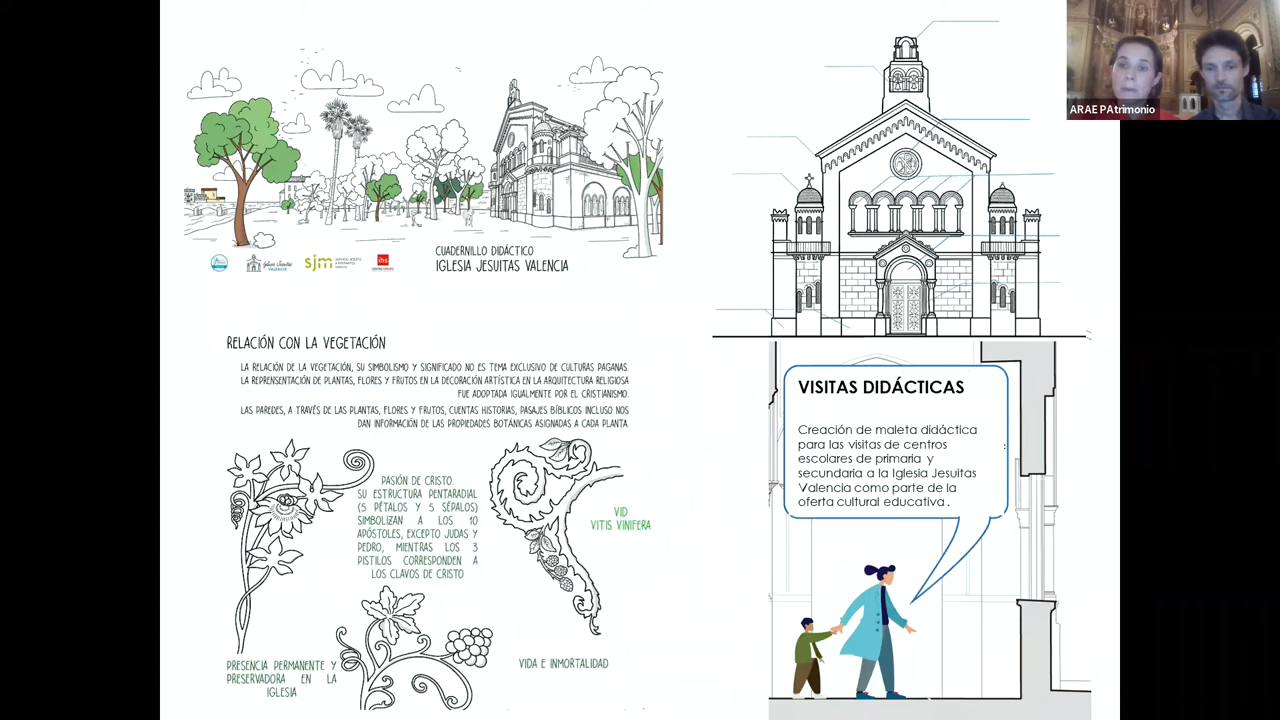 ARAE PAtrimonio
CUADERNILLO DIDÁCTICO
IGLESIA JESUITAS VALENCIA
Iglesia Jesuitas
VALENCIA
sjm
ihs
RELACIÓN CON LA VEGETACIÓN
LA RELACIÓN DE LA VEGETACIÓN, SU SIMBOLISMO Y SIGNIFICADO NO ES TEMA EXCLUSIVO DE CULTURAS PAGANAS.
LA REPRENSENTACIÓN DE PLANTAS, FLORES Y FRUTOS EN LA DECORACIÓN ARTÍSTICA EN LA ARQUITECTURA RELIGIOSA
FUE ADOPTADA IGUALMENTE POR EL CRISTIANISMO.
LAS PAREDES, A TRAVÉS DE LAS PLANTAS, FLORES Y FRUTOS, CUENTAS HISTORIAS, PASAJES BÍBLICOS INCLUSO NOS
DAN INFORMACIÓN DE LAS PROPIEDADES BOTÁNICAS ASIGNADAS A CADA PLANTA.
PASIÓN DE CRISTO.
SU ESTRUCTURA PENTARADIAL
(5 PÉTALOS Y 5 SÉPALOS)
SIMBOLIZAN A LOS 10
APÓSTOLES, EXCEPTO JUDAS Y
PEDRO, MIENTRAS LOS 3
PISTILOS CORRESPONDEN A
LOS CLAVOS DE CRISTO
VID
VITIS VINIFERA
PRESENCIA PERMANENTE Y
PRESERVADORA EN LA
IGLESIA
VIDA E INMORTALIDAD
VISITAS DIDÁCTICAS
Creación de maleta didáctica
para las visitas de centros
escolares de primaria y
secundaria a la Iglesia Jesuitas
Valencia como parte de la
oferta cultural educativa .